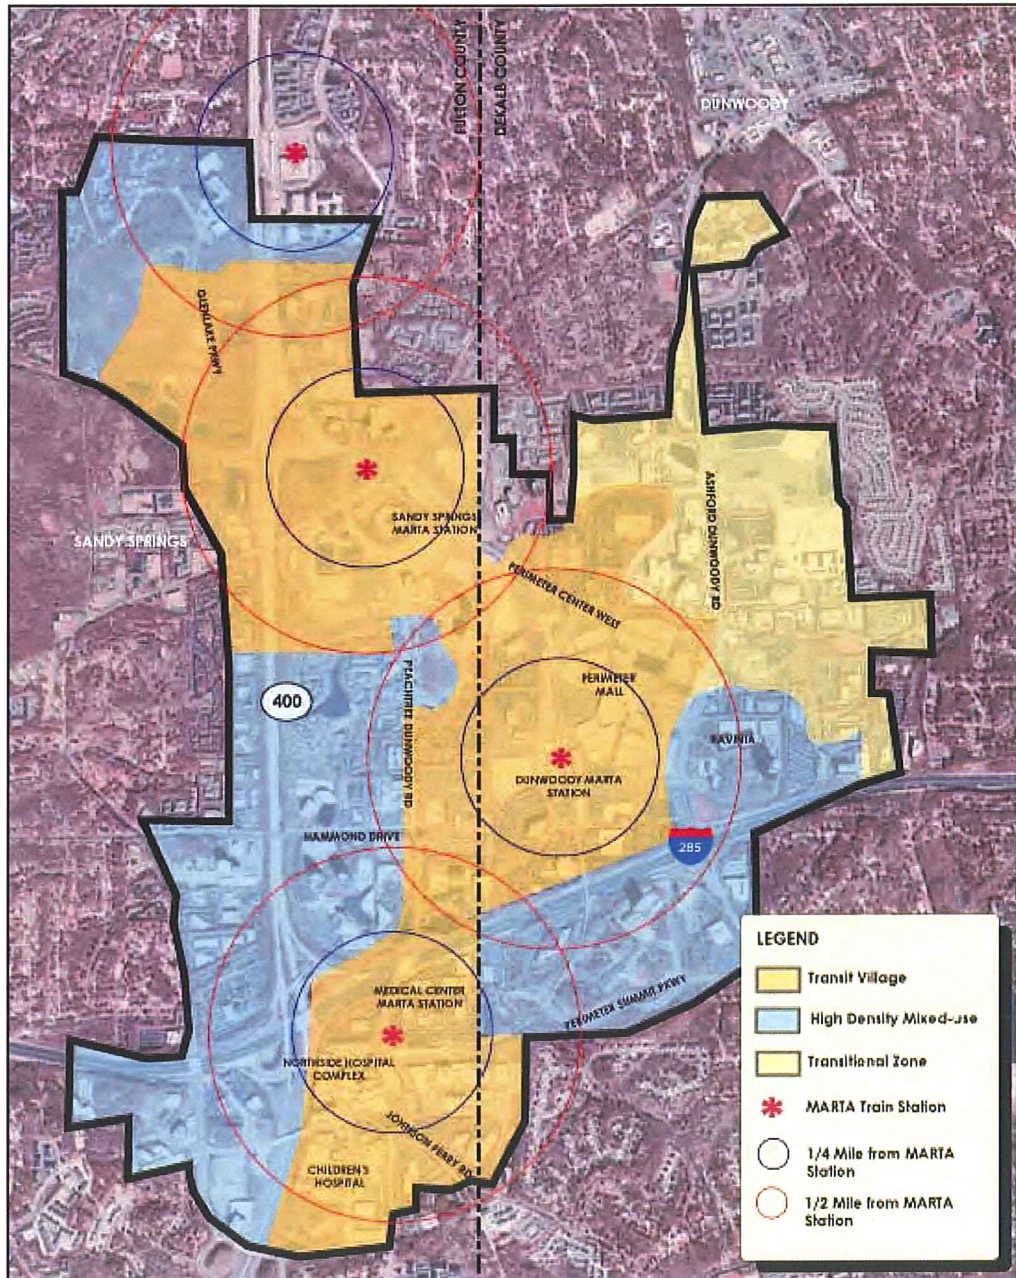 FULTON COUNTY
DEKALB COUNTY
DUNWOODY
GLENLAKE PKWY
SANDY SPRINGS
MARTA STATION
SANDY SPRINGS
ASHFORD DUNWOODY RD
PERIMETER CENTER WEST
PERIMETER
MALL
PEACHTREE DUNWOODY RD
400
RAVINIA
DUNWOODY MARTA
STATION
HAMMOND DRIVE
285
MEDICAL CENTER
MARTA STATION
PERIMETER SUMMIT PKWY
NORTHSIDE HOSPITAL
COMPLEX
JOHNSON FERRY RD
CHILDREN'S
HOSPITAL
LEGEND
Transit Village
High Density Mixed-use
Transitional Zone
MARTA Train Station
1/4 Mile from MARTA
Station
1/2 Mile from MARTA
Station